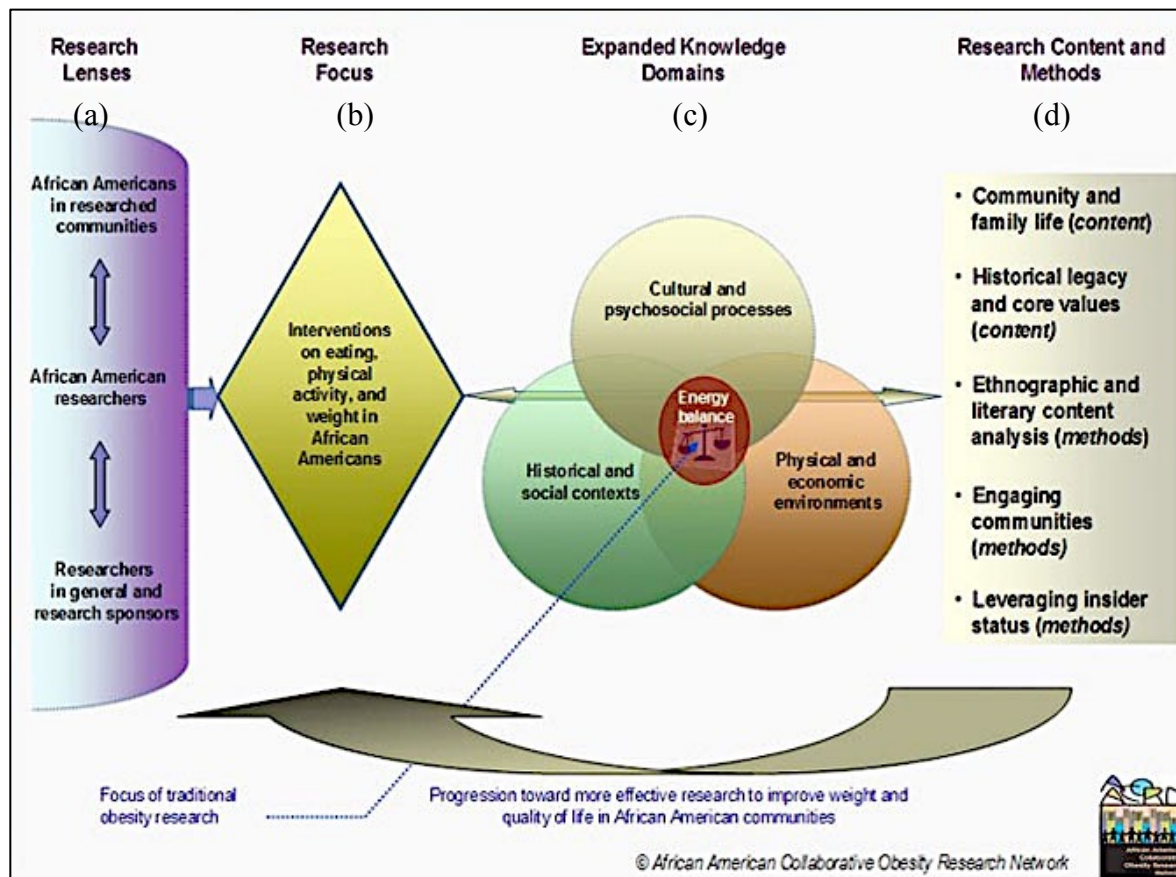 Research
Lenses
Research
Focus
Expanded Knowledge
Domains
Research Content and
Methods
(a)
(b)
(c)
(d)
African Americans
in researched
communities
African American
researchers
Researchers
in general and
research sponsors
Interventions
on eating,
physical
activity, and
weight in
African
Americans
Cultural and
psychosocial processes
Energy
balance
Historical and
social contexts
Physical and
economic
environments
• Community and
family life (content)
• Historical legacy
and core values
(content)
• Ethnographic and
literary content
analysis (methods)
• Engaging
communities
(methods)
• Leveraging insider
status (methods)
Focus of traditional
obesity research
Progression toward more effective research to improve weight and
quality of life in African American communities
© African American Collaborative Obesity Research Network